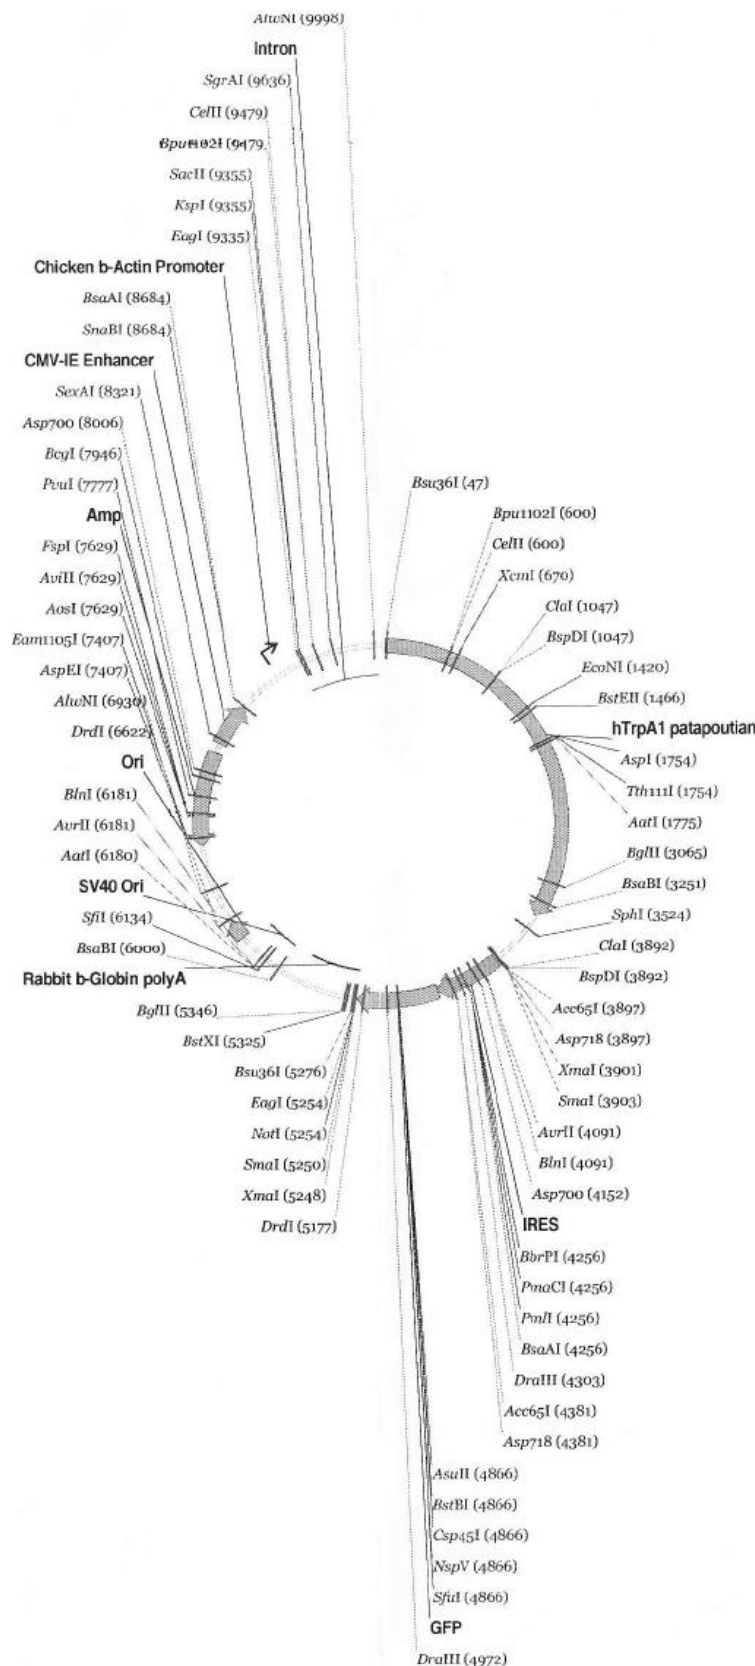 AlwNI (9998)
Intron
SgrAI (9636)
CelII (9479)
Bpu1102I (9479)
SacII (9355)
KspI (9355)
EagI (9335)
Chicken b-Actin Promoter
BsaAI (8684)
SnaBI (8684)
CMV-IE Enhancer
SexAI (8321)
Asp700 (8006)
BcgI (7946)
PvuI (7777)
Amp
FspI (7629)
AviII (7629)
AosI (7629)
Eam1105I (7407)
AspEI (7407)
AlwNI (6930)
DrdI (6622)
Ori
BlnI (6181)
AvrII (6181)
AatI (6180)
SV40 Ori
SfiI (6134)
BsaBI (6000)
Rabbit b-Globin polyA
BglII (5346)
BstXI (5325)
Bsu36I (5276)
EagI (5254)
NotI (5254)
SmaI (5250)
XmaI (5248)
DrdI (5177)
Bsu36I (47)
Bpu1102I (600)
CelII (600)
XcmI (670)
ClaI (1047)
BspDI (1047)
EcoNI (1420)
BstEII (1466)
hTrpA1 patapoutian
AspI (1754)
Tth111I (1754)
AatI (1775)
BglII (3065)
BsaBI (3251)
SphI (3524)
ClaI (3892)
BspDI (3892)
Acc65I (3897)
Asp718 (3897)
XmaI (3901)
SmaI (3903)
AvrII (4091)
BlnI (4091)
Asp700 (4152)
IRES
BbrPI (4256)
PmaCI (4256)
PmlI (4256)
BsaAI (4256)
DraIII (4303)
Acc65I (4381)
Asp718 (4381)
AsuII (4866)
BstBI (4866)
Csp45I (4866)
NspV (4866)
SfuI (4866)
GFP
DraIII (4972)